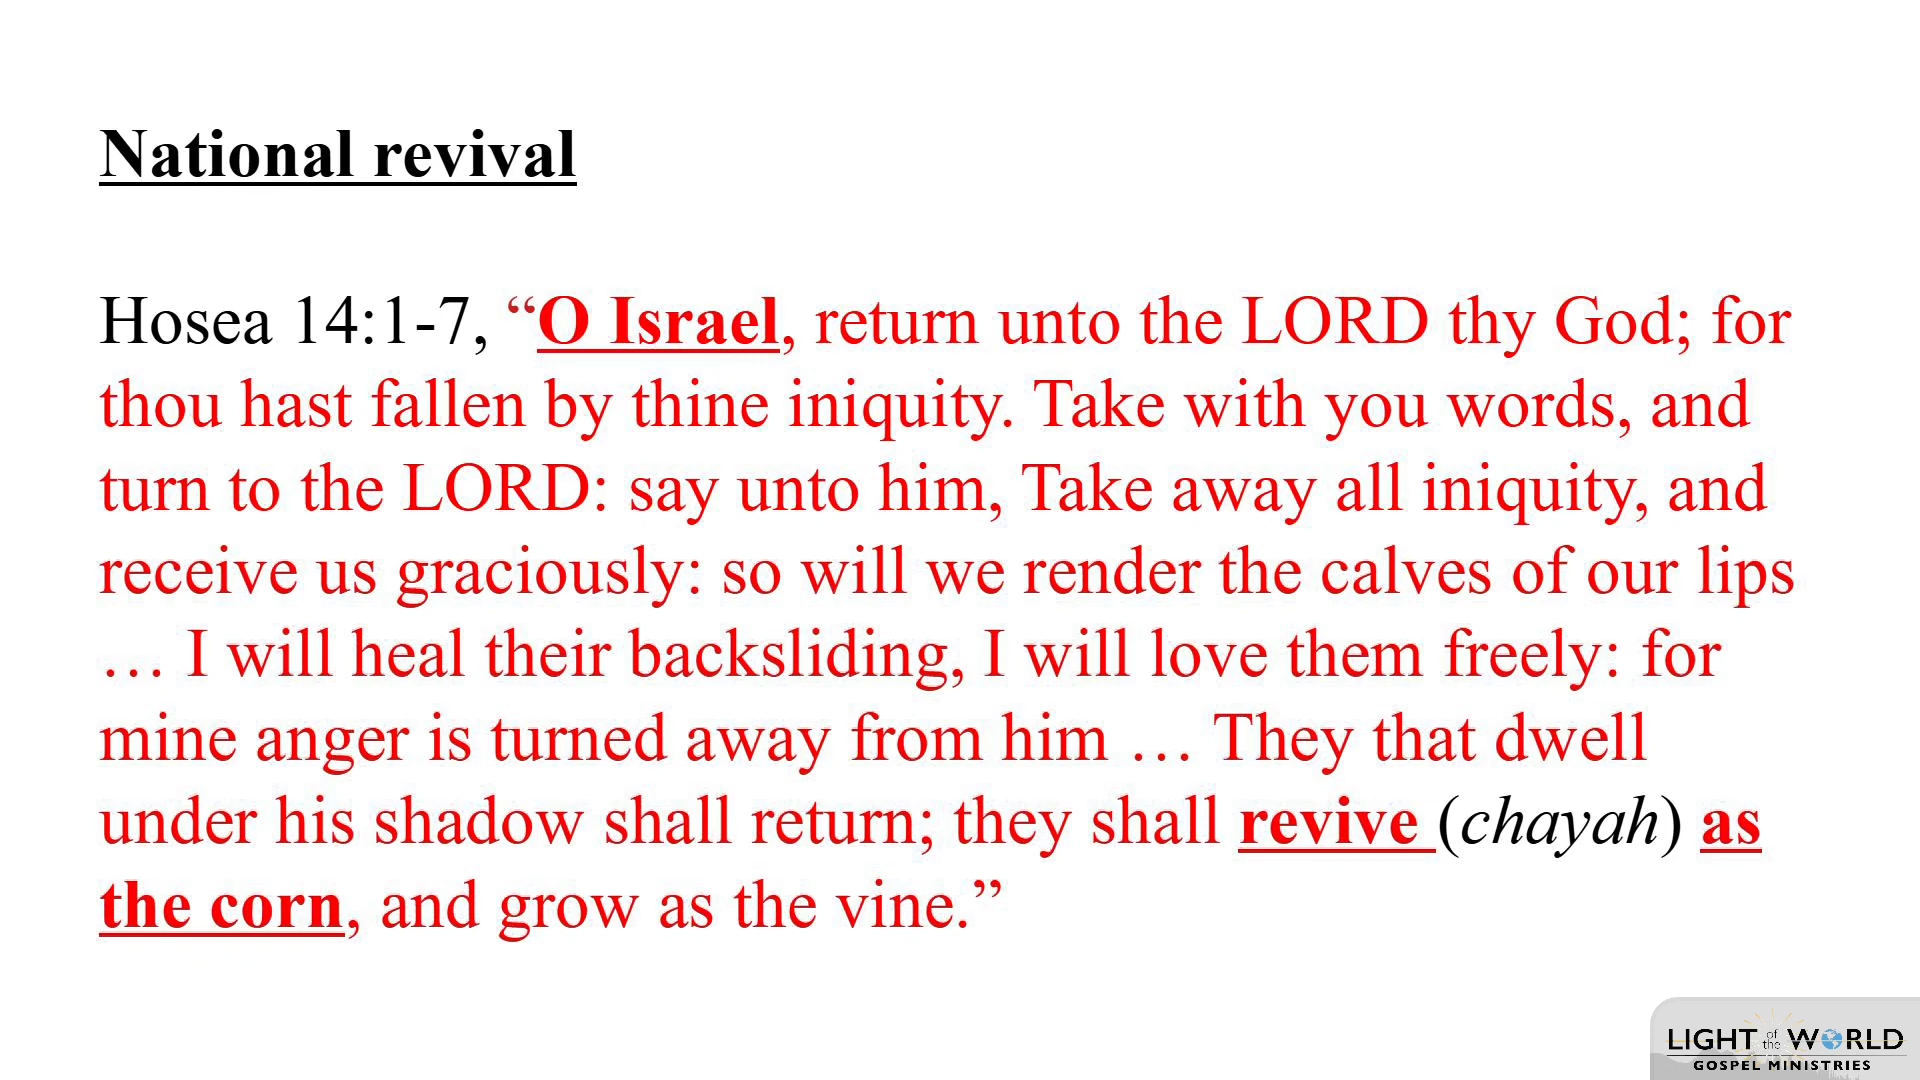 National revival
Hosea 14:1-7, “O Israel, return unto the LORD thy God; for
thou hast fallen by thine iniquity. Take with you words, and
turn to the LORD: say unto him, Take away all iniquity, and
receive us graciously: so will we render the calves of our lips
… I will heal their backsliding, I will love them freely: for
mine anger is turned away from him … They that dwell
under his shadow shall return; they shall revive (chayah) as
the corn, and grow as the vine.”
LIGHT of the WORLD
GOSPEL MINISTRIES